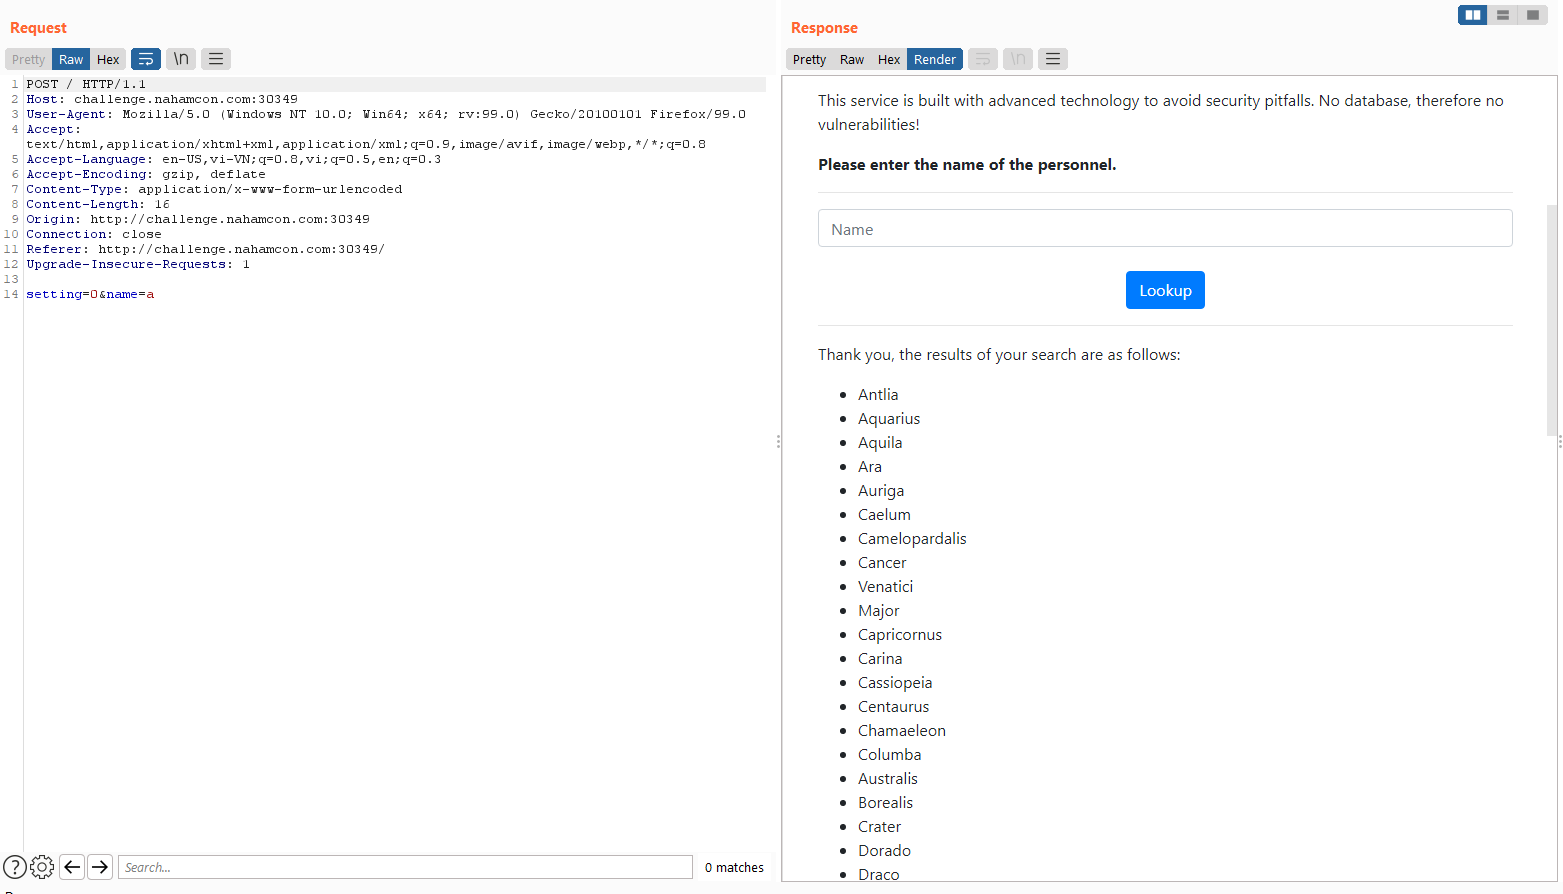 Request
Pretty Raw Hex \n
1 POST / HTTP/1.1
2 Host: challenge.nahamcon.com:30349
3 User-Agent: Mozilla/5.0 (Windows NT 10.0; Win64; x64; rv:99.0) Gecko/20100101 Firefox/99.0
4 Accept:
text/html,application/xhtml+xml,application/xml;q=0.9,image/avif,image/webp,*/*;q=0.8
5 Accept-Language: en-US,vi-VN;q=0.8,vi;q=0.5,en;q=0.3
6 Accept-Encoding: gzip, deflate
7 Content-Type: application/x-www-form-urlencoded
8 Content-Length: 16
9 Origin: http://challenge.nahamcon.com:30349
10 Connection: close
11 Referer: http://challenge.nahamcon.com:30349/
12 Upgrade-Insecure-Requests: 1
13
14 setting=0&name=a
? Search... 0 matches
Response
Pretty Raw Hex Render \n
This service is built with advanced technology to avoid security pitfalls. No database, therefore no
vulnerabilities!
Please enter the name of the personnel.
Name
Lookup
Thank you, the results of your search are as follows:
• Antlia
• Aquarius
• Aquila
• Ara
• Auriga
• Caelum
• Camelopardalis
• Cancer
• Venatici
• Major
• Capricornus
• Carina
• Cassiopeia
• Centaurus
• Chamaeleon
• Columba
• Australis
• Borealis
• Crater
• Dorado
• Draco